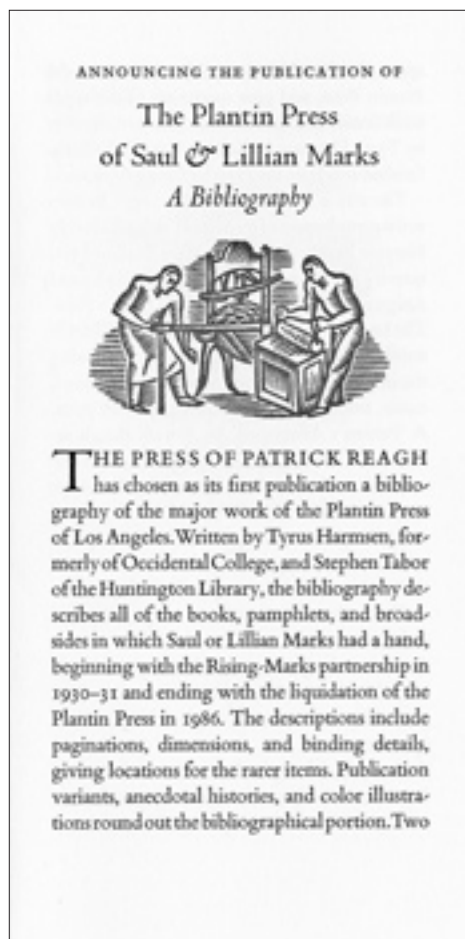 ANNOUNCING THE PUBLICATION OF
The Plantin Press
of Saul & Lillian Marks
A Bibliography
THE PRESS OF PATRICK REAGH
has chosen as its first publication a biblio-
graphy of the major work of the Plantin Press
of Los Angeles. Written by Tyrus Harmsen, for-
merly of Occidental College, and Stephen Tabor
of the Huntington Library, the bibliography de-
scribes all of the books, pamphlets, and broad-
sides in which Saul or Lillian Marks had a hand,
beginning with the Rising-Marks partnership in
1930–31 and ending with the liquidation of the
Plantin Press in 1986. The descriptions include
paginations, dimensions, and binding details,
giving locations for the rarer items. Publication
variants, anecdotal histories, and color illustra-
tions round out the bibliographical portion. Two